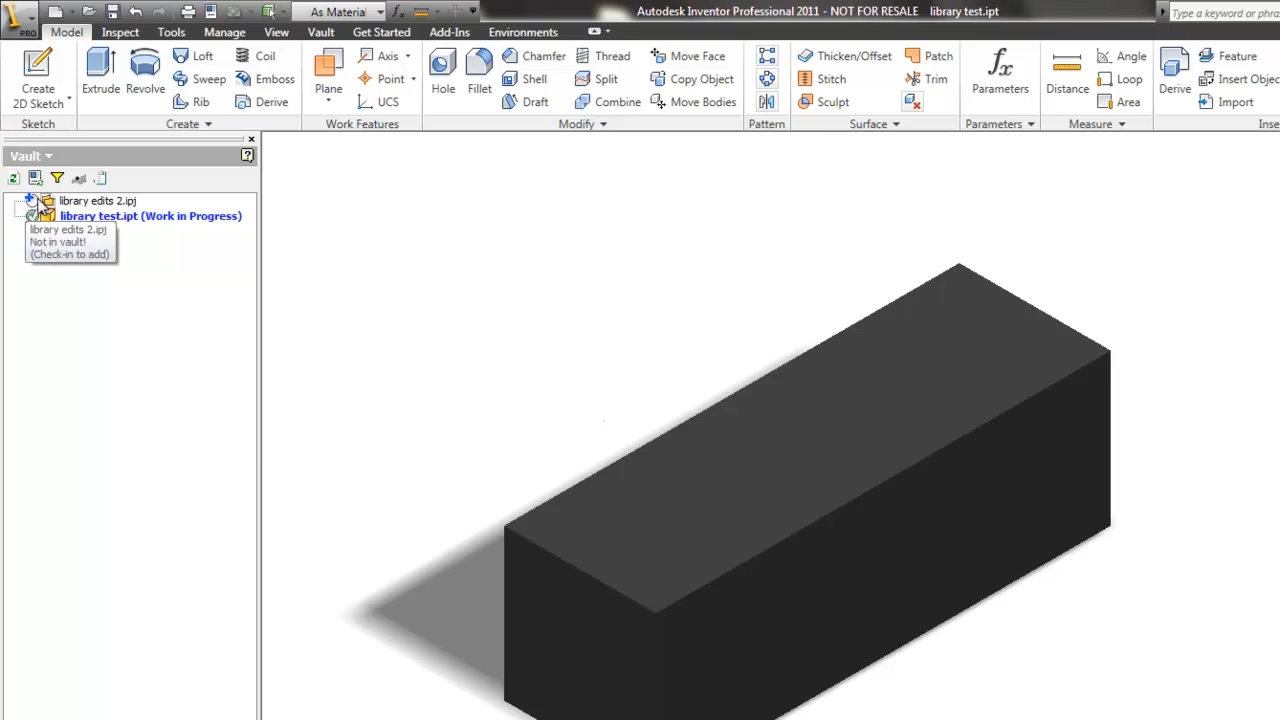 As Material
Autodesk Inventor Professional 2011 - NOT FOR RESALE library test.ipt
Type a keyword or phra
PRO
Model Inspect Tools Manage View Vault Get Started Add-Ins Environments
Create 2D Sketch
Sketch
Extrude
Revolve
Loft
Sweep
Rib
Coil
Emboss
Derive
Create
Plane
Axis
Point
UCS
Work Features
Hole
Fillet
Chamfer
Shell
Draft
Thread
Split
Combine
Move Face
Copy Object
Move Bodies
Modify
Pattern
Thicken/Offset
Stitch
Sculpt
Patch
Trim
Surface
fx
Parameters
Parameters
Distance
Angle
Loop
Area
Measure
Derive
Feature
Insert Objec
Import
Inse
Vault
library edits 2.ipj
library test.ipt (Work in Progress)
library edits 2.ipj
Not in vault!
(Check-in to add)